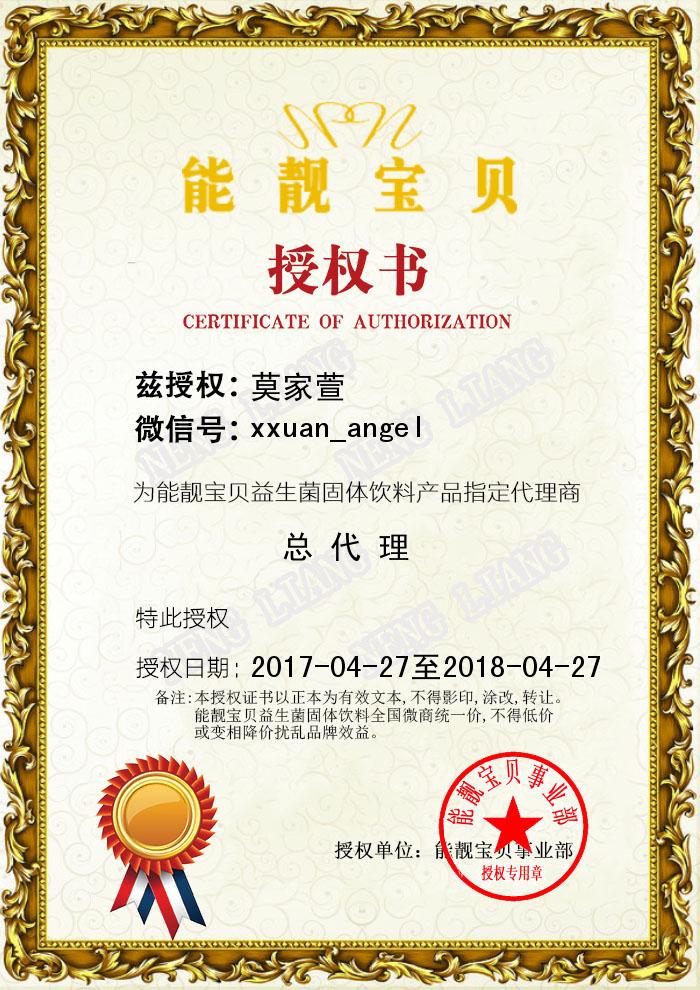 能靓宝贝
授权书
CERTIFICATE OF AUTHORIZATION
兹授权：莫家萱
微信号：xxuan_angel
为能靓宝贝益生菌固体饮料产品指定代理商
总代理
特此授权
授权日期：2017-04-27至2018-04-27
备注:本授权证书以正本为有效文本,不得影印,涂改,转让。
能靓宝贝益生菌固体饮料全国微商统一价,不得低价
或变相降价扰乱品牌效益。
授权单位：能靓宝贝事业部
能靓宝贝事业部
授权专用章
NENG LIANG
NENG LIANG
NENG LIANG
NENG LIANG